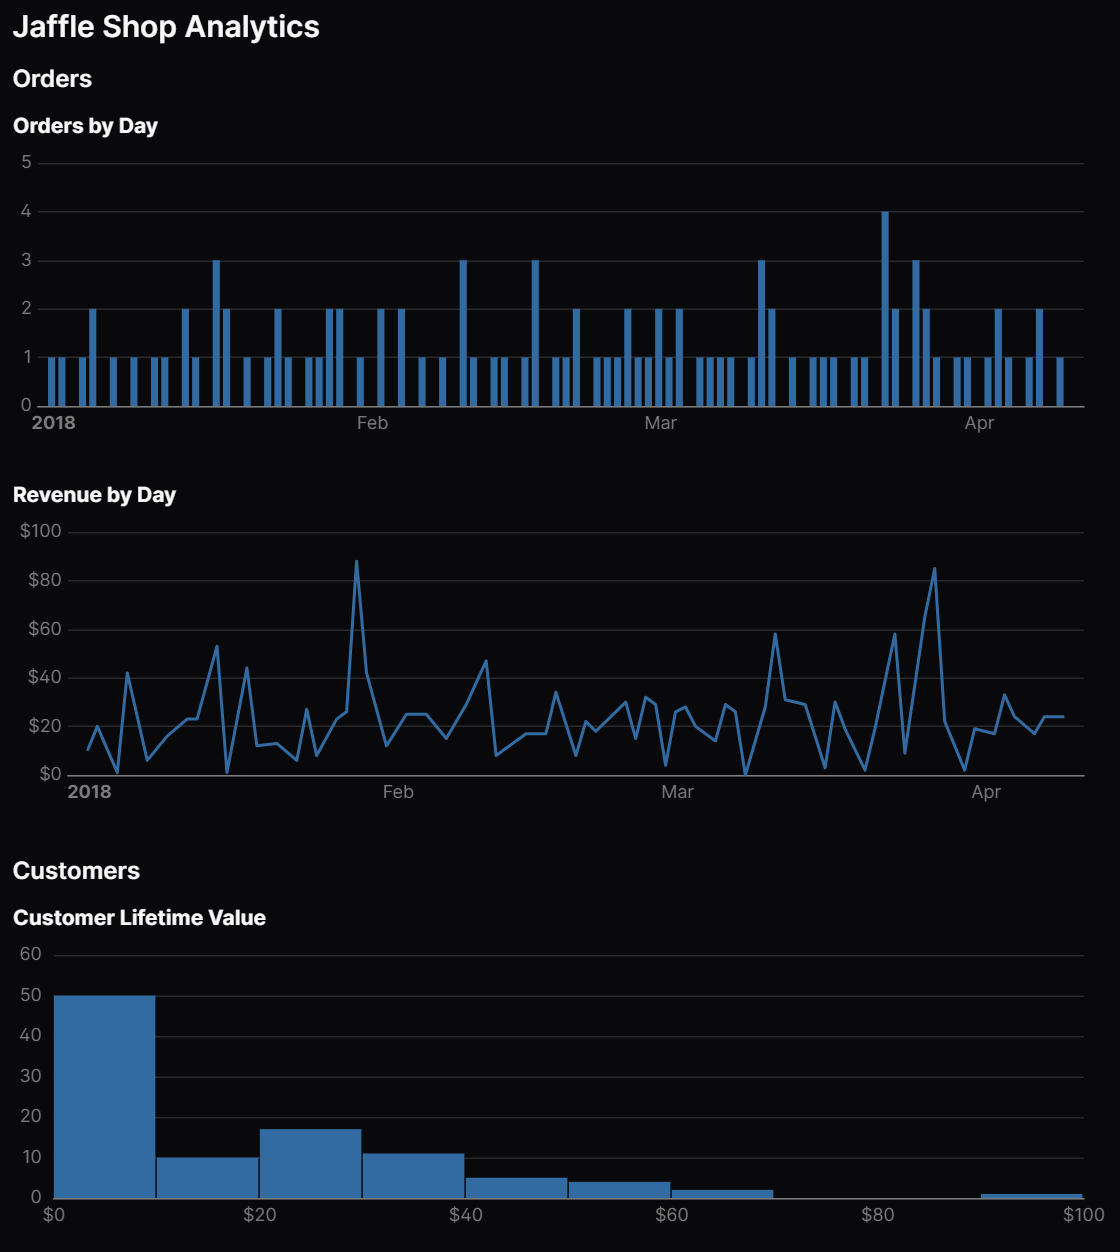 Jaffle Shop Analytics
Orders
Orders by Day
5
4
3
2
1
0
2018 Feb Mar Apr
Revenue by Day
$100
$80
$60
$40
$20
$0
2018 Feb Mar Apr
Customers
Customer Lifetime Value
60
50
40
30
20
10
0
$0 $20 $40 $60 $80 $100